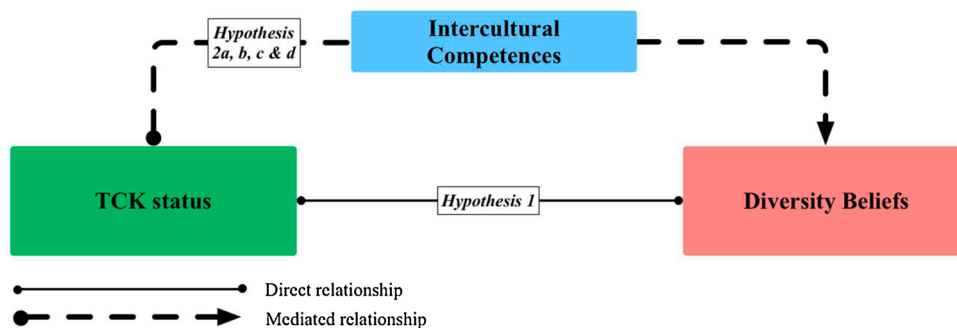 Hypothesis
2a, b, c & d
Intercultural
Competences
TCK status
Hypothesis 1
Diversity Beliefs
Direct relationship
Mediated relationship